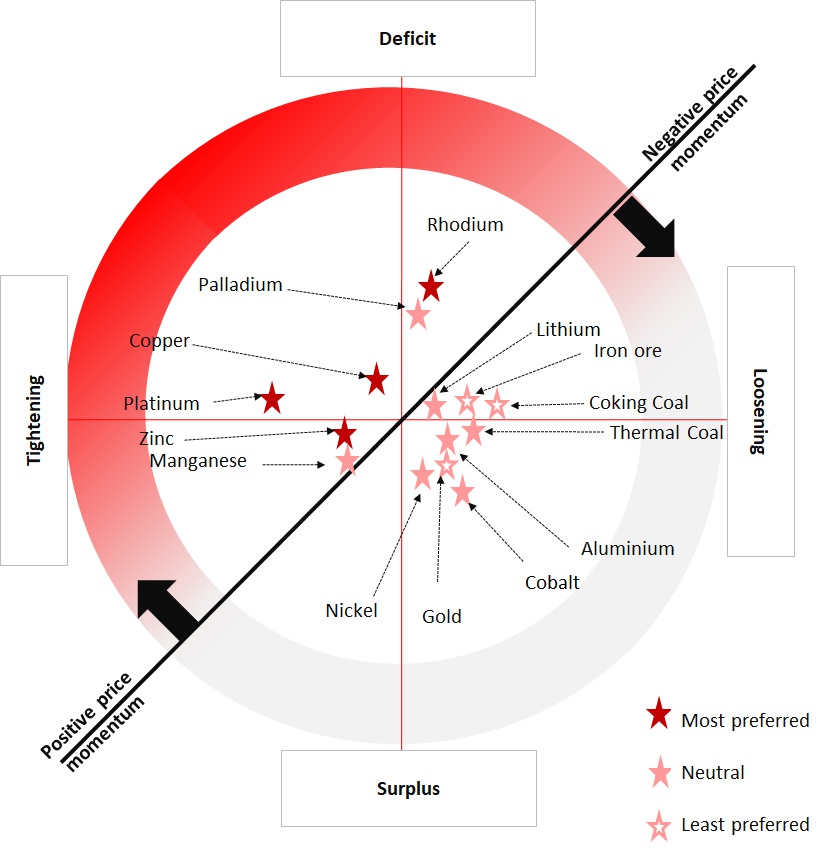 Deficit
Negative price
momentum
Rhodium
Palladium
Lithium
Copper
Iron ore
Platinum
Coking Coal
Tightening
Loosening
Zinc
Thermal Coal
Manganese
Aluminium
Cobalt
Nickel
Gold
Positive price
momentum
Most preferred
Surplus
Neutral
Least preferred